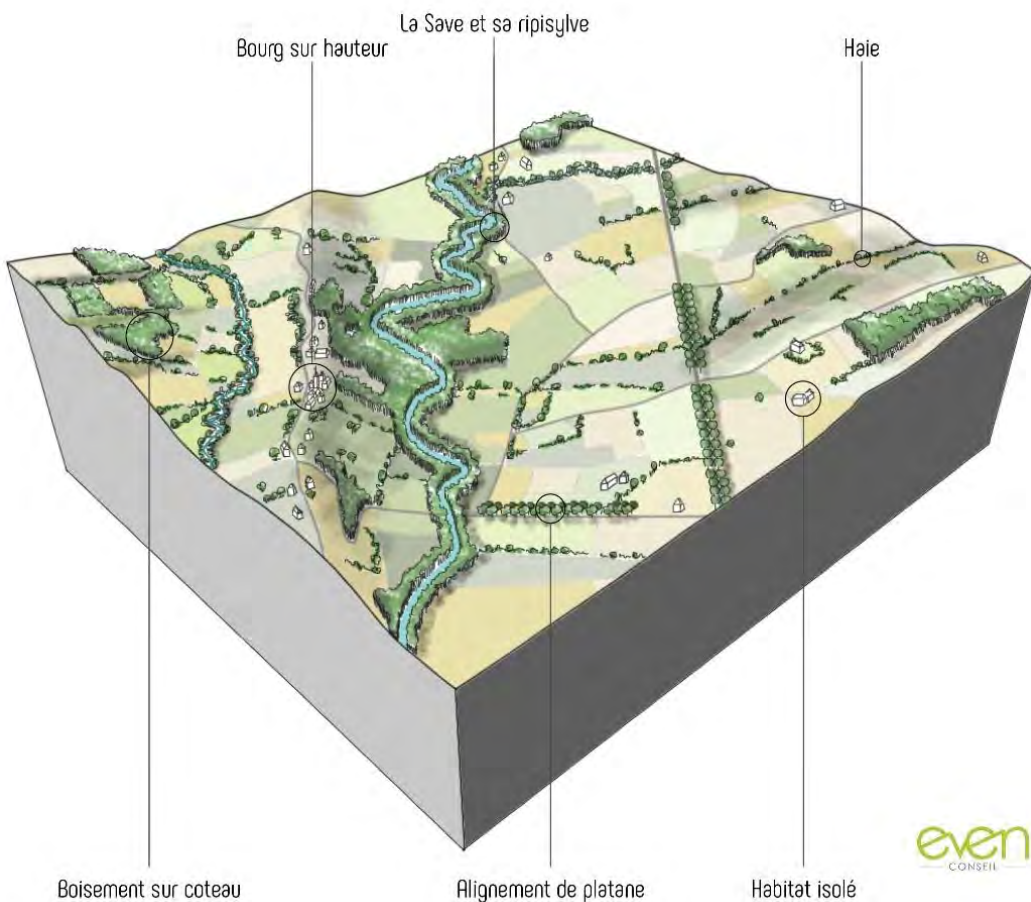 La Save et sa ripisylve
Bourg sur hauteur
Haie
Boisement sur coteau
Alignement de platane
Habitat isolé
even
CONSEIL